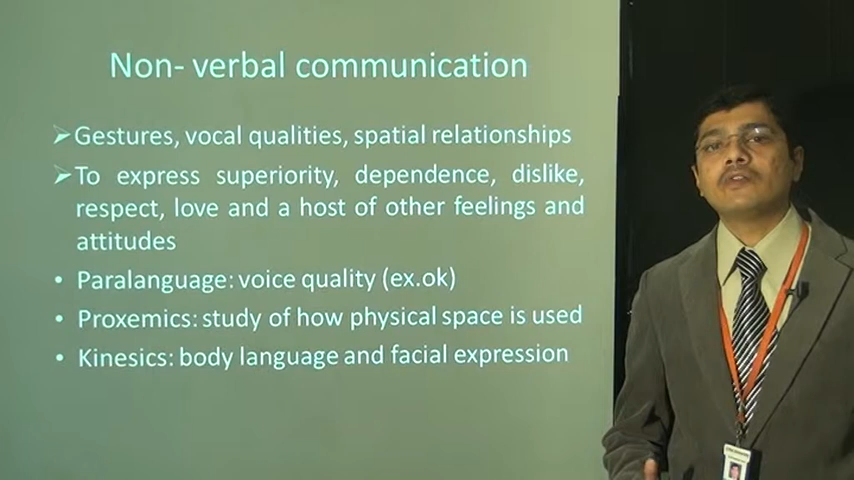 Non- verbal communication
Gestures, vocal qualities, spatial relationships
To express superiority, dependence, dislike,
respect, love and a host of other feelings and
attitudes
Paralanguage: voice quality (ex.ok)
Proxemics: study of how physical space is used
Kinesics: body language and facial expression